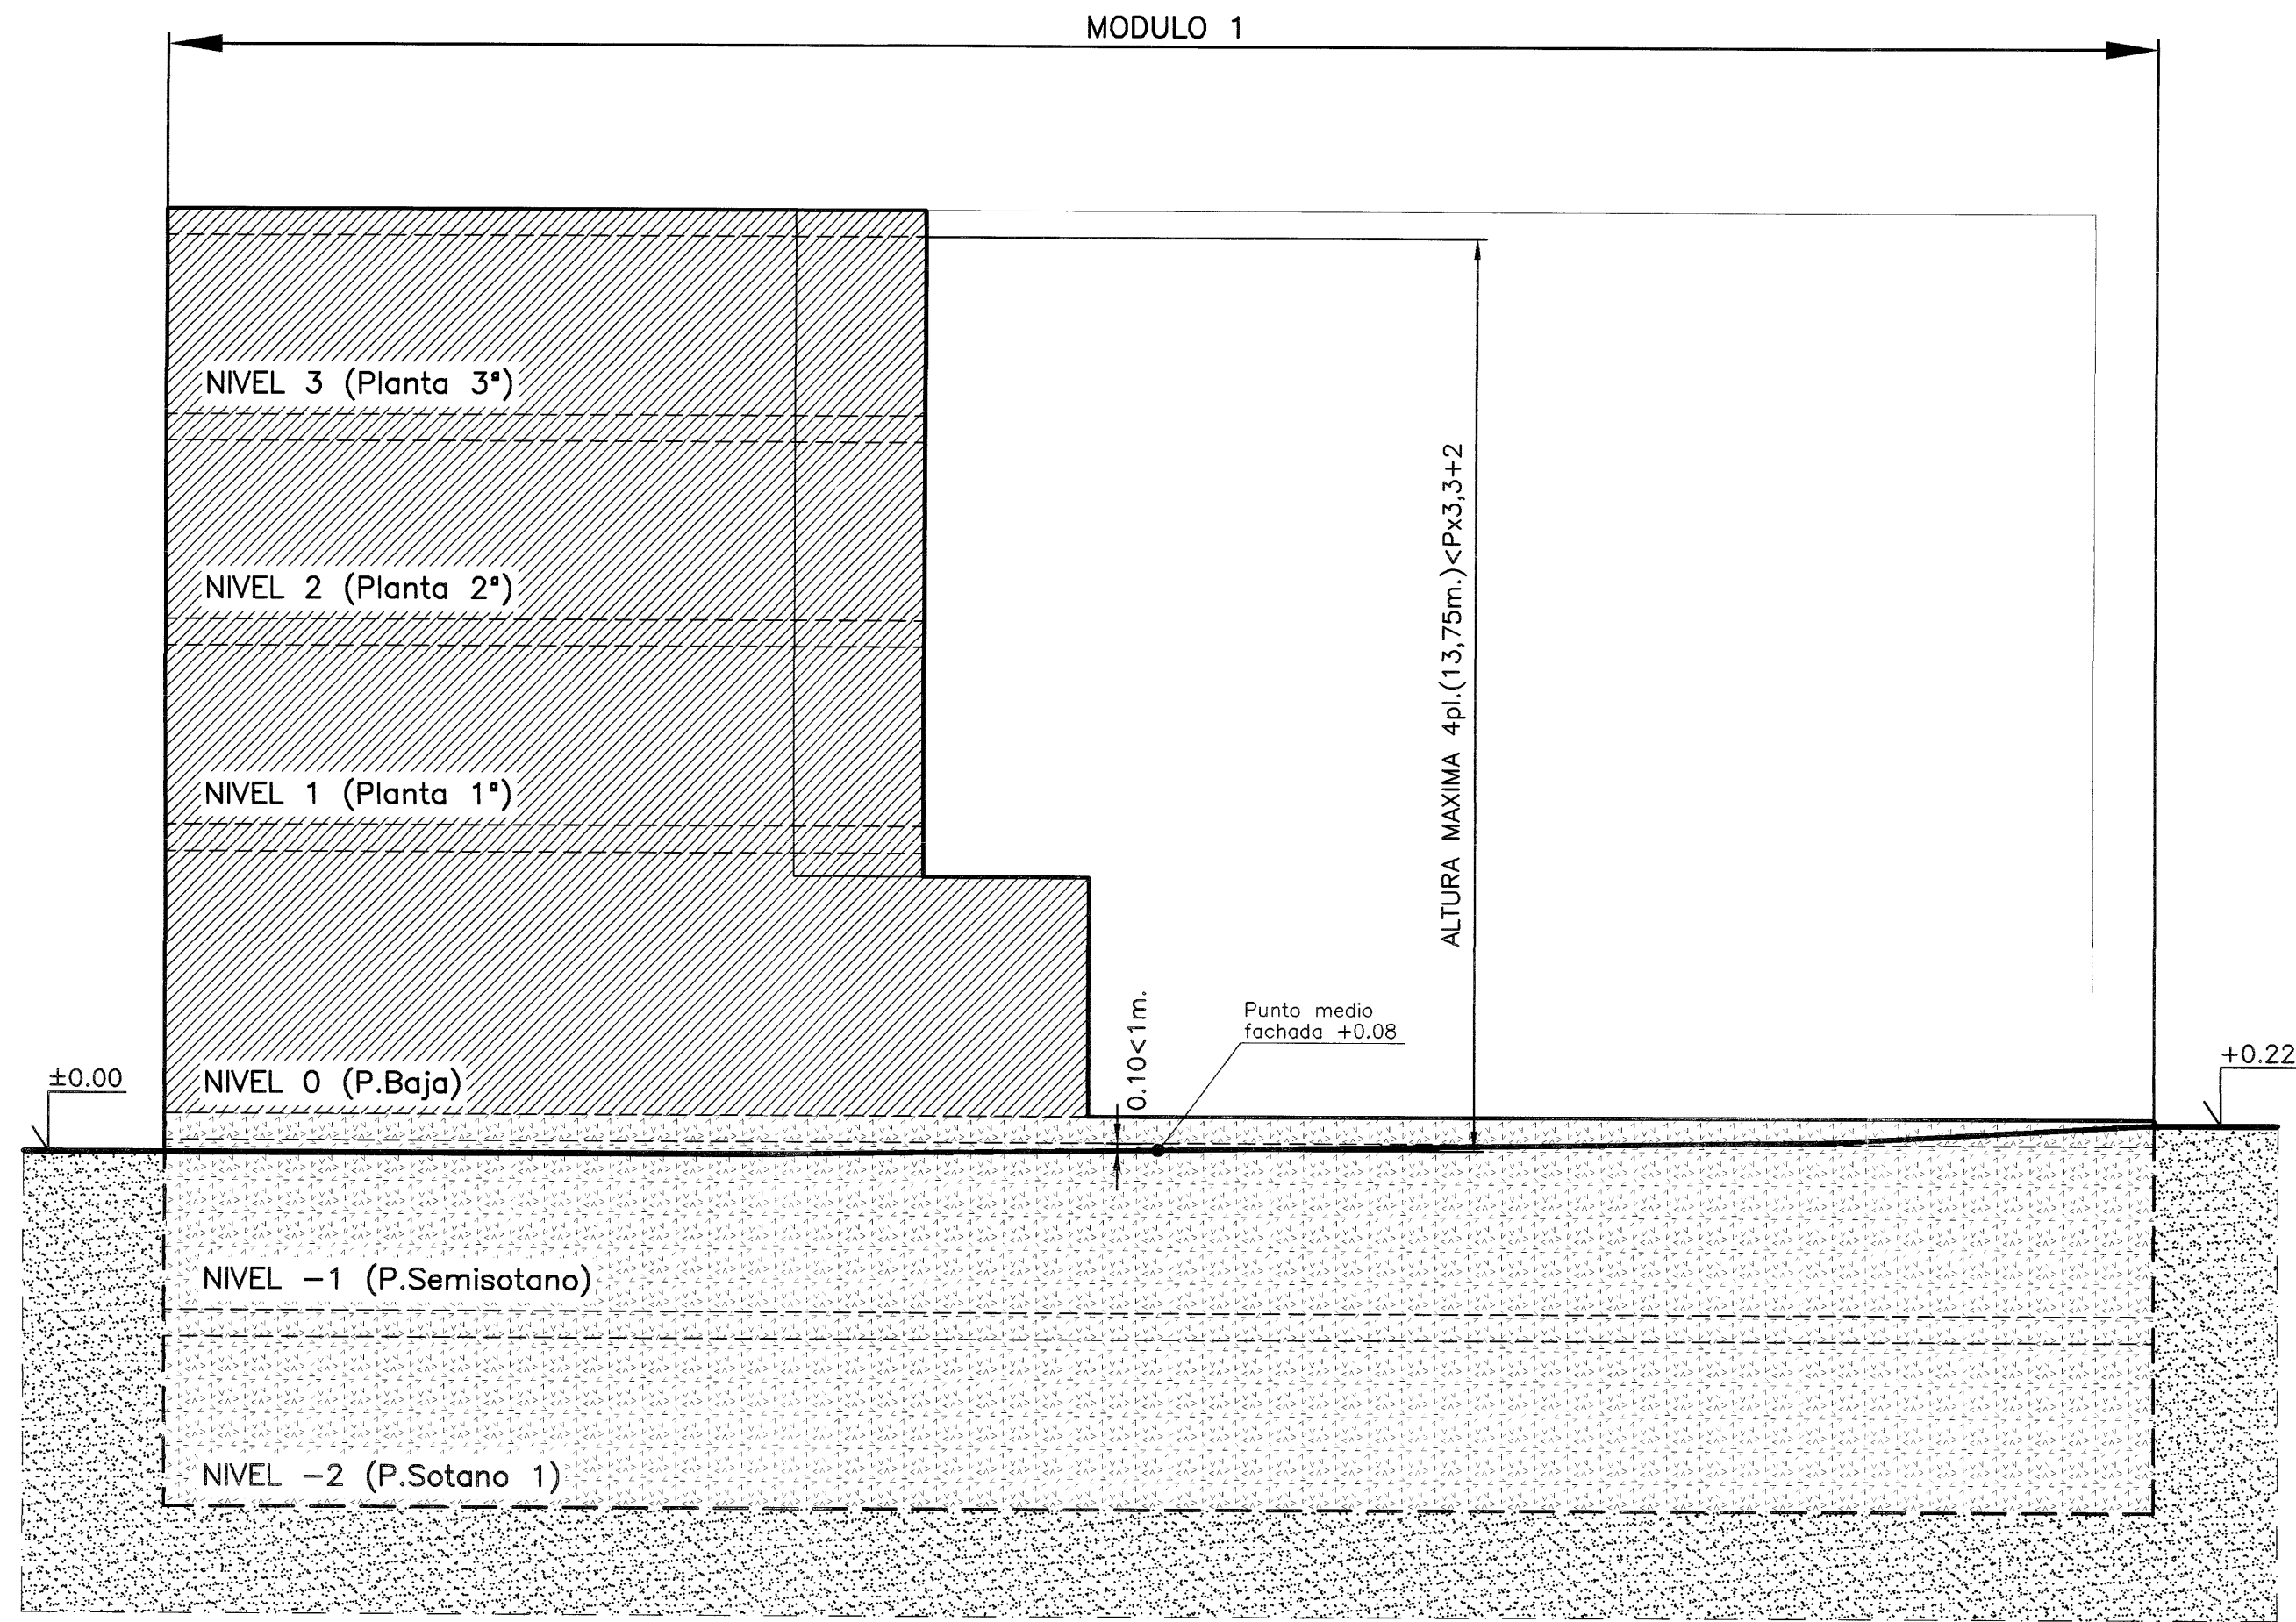 MODULO 1
NIVEL 3 (Planta 3ª)
NIVEL 2 (Planta 2ª)
NIVEL 1 (Planta 1ª)
ALTURA MAXIMA 4pl.(13,75m.)<Px3,3+2
0.10<1m.
Punto medio
fachada +0.08
±0.00
NIVEL 0 (P.Baja)
+0.22
NIVEL -1 (P.Semisotano)
NIVEL -2 (P.Sotano 1)